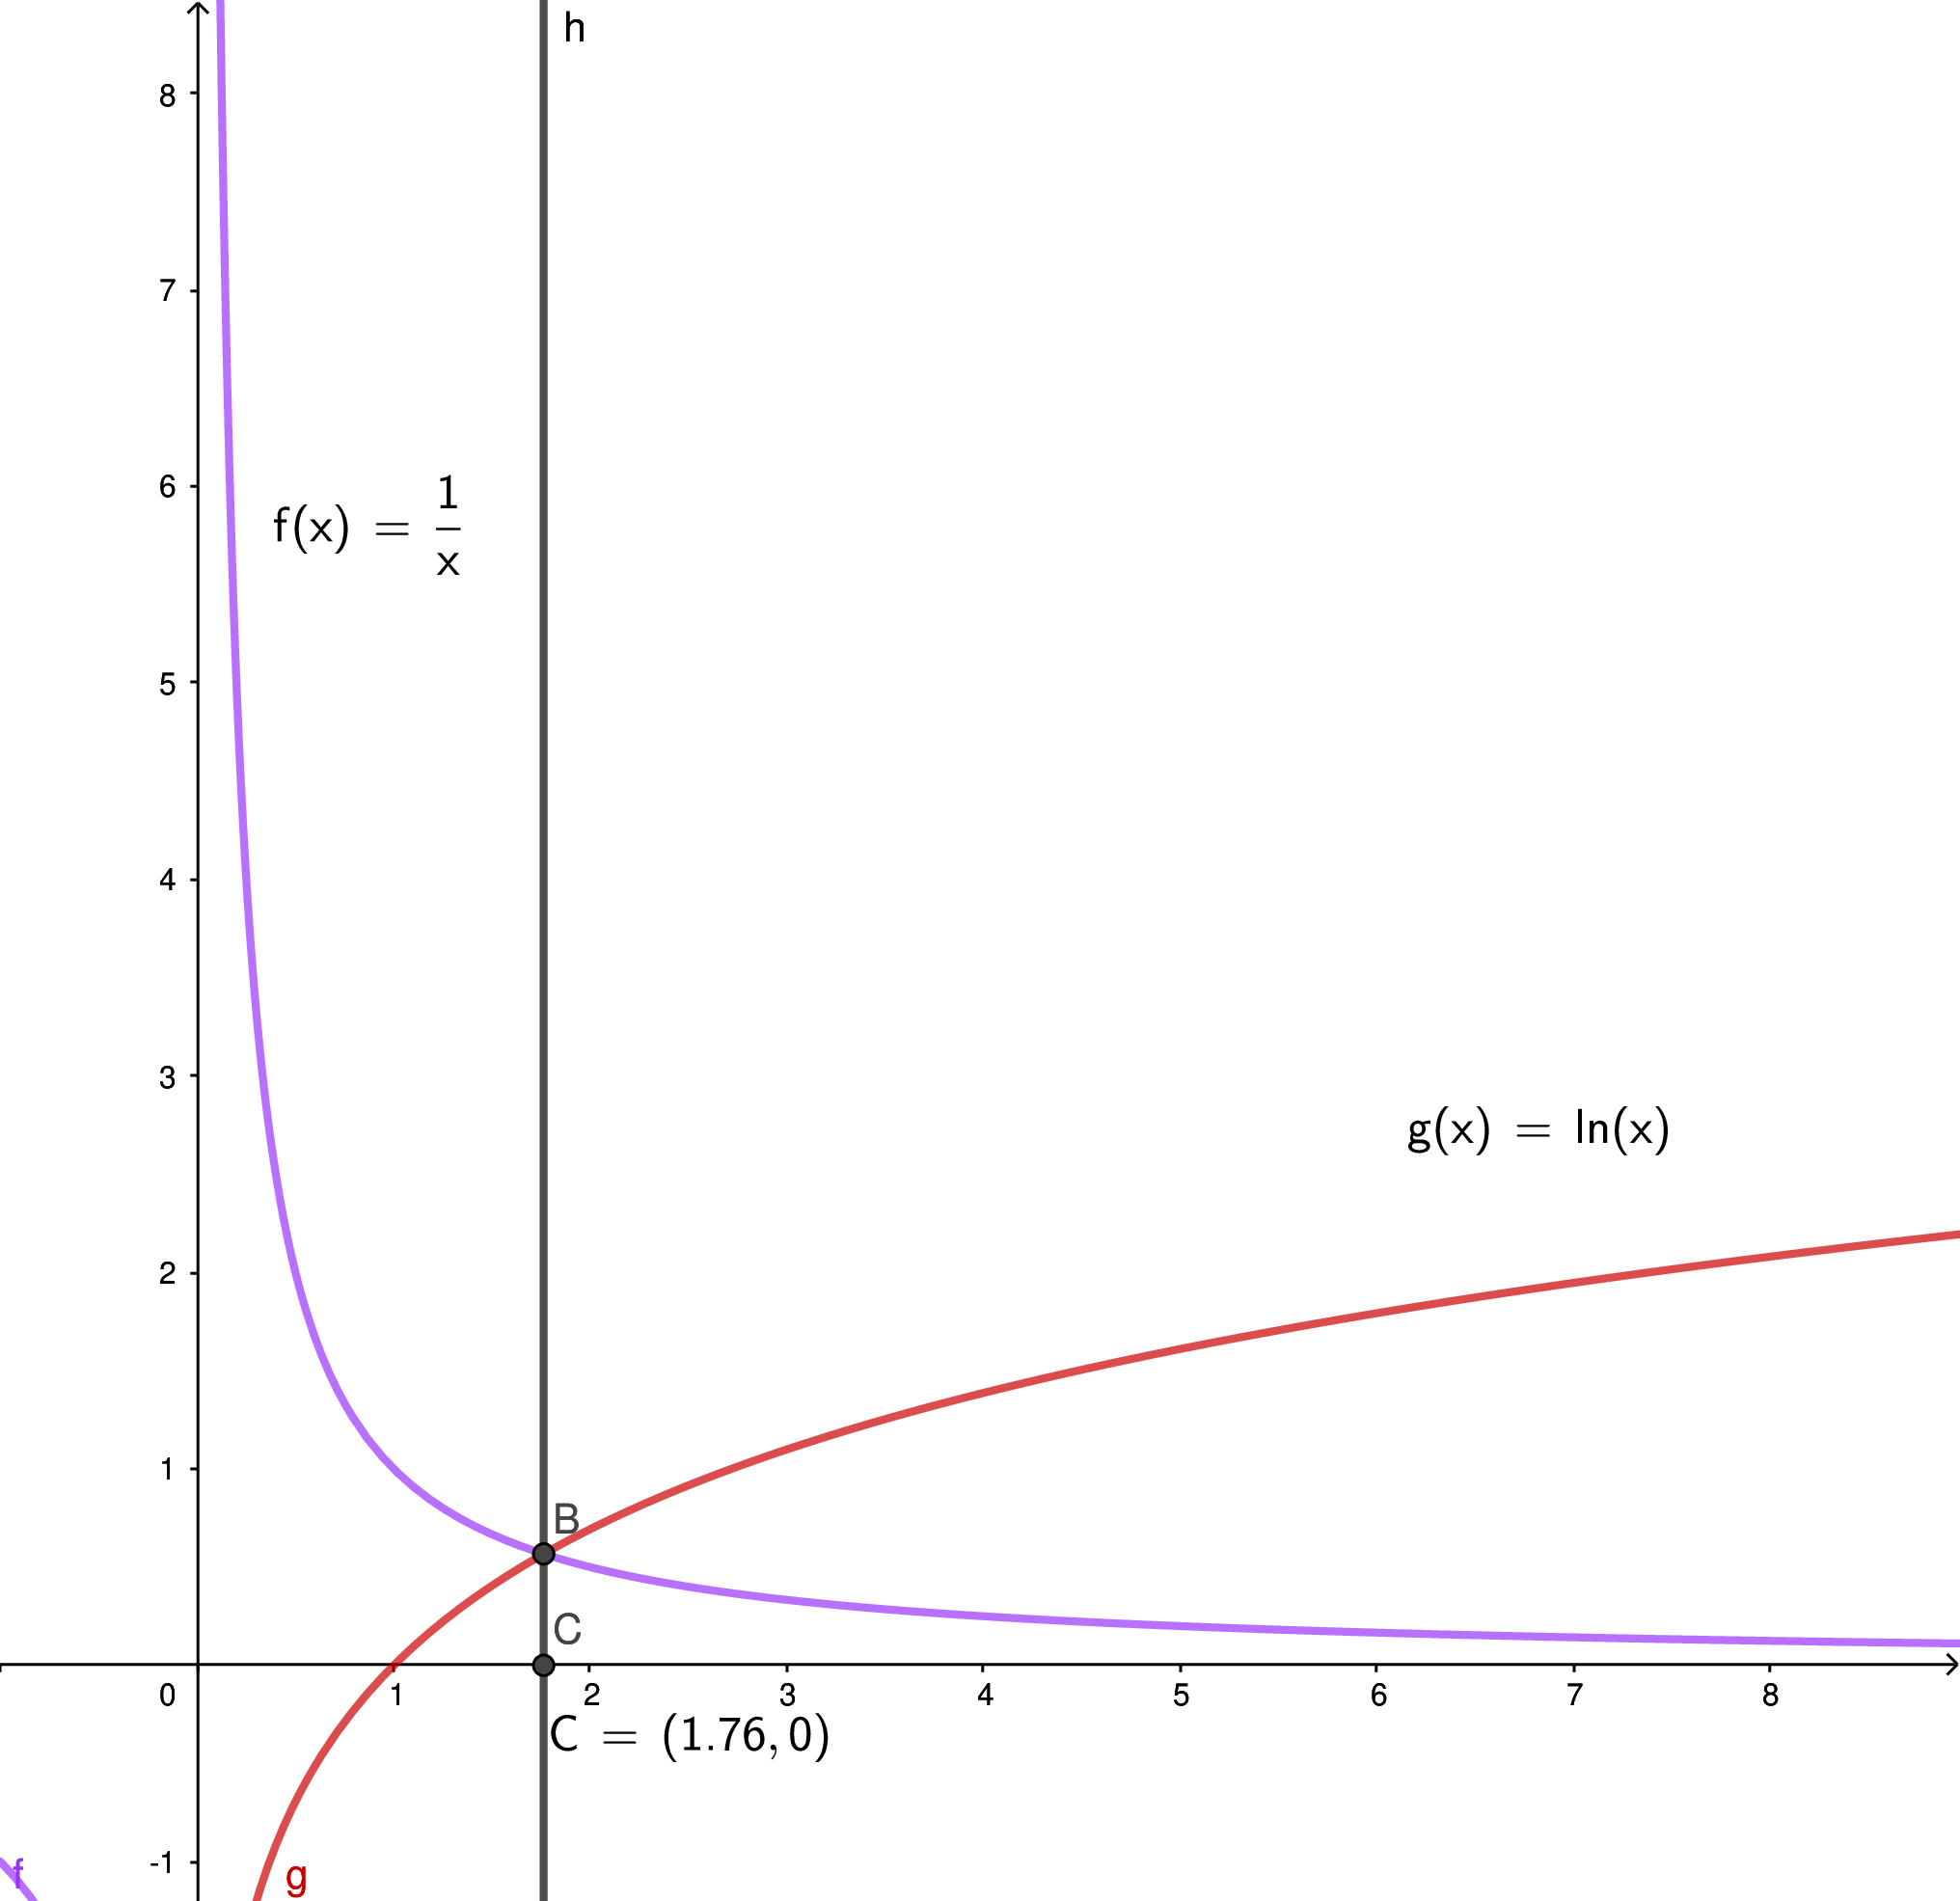 h
8
7
f(x) = 1/x
6
5
4
3
g(x) = ln(x)
2
1
B
C
0 1 2 3 4 5 6 7 8
C = (1.76, 0)
-1
f
g